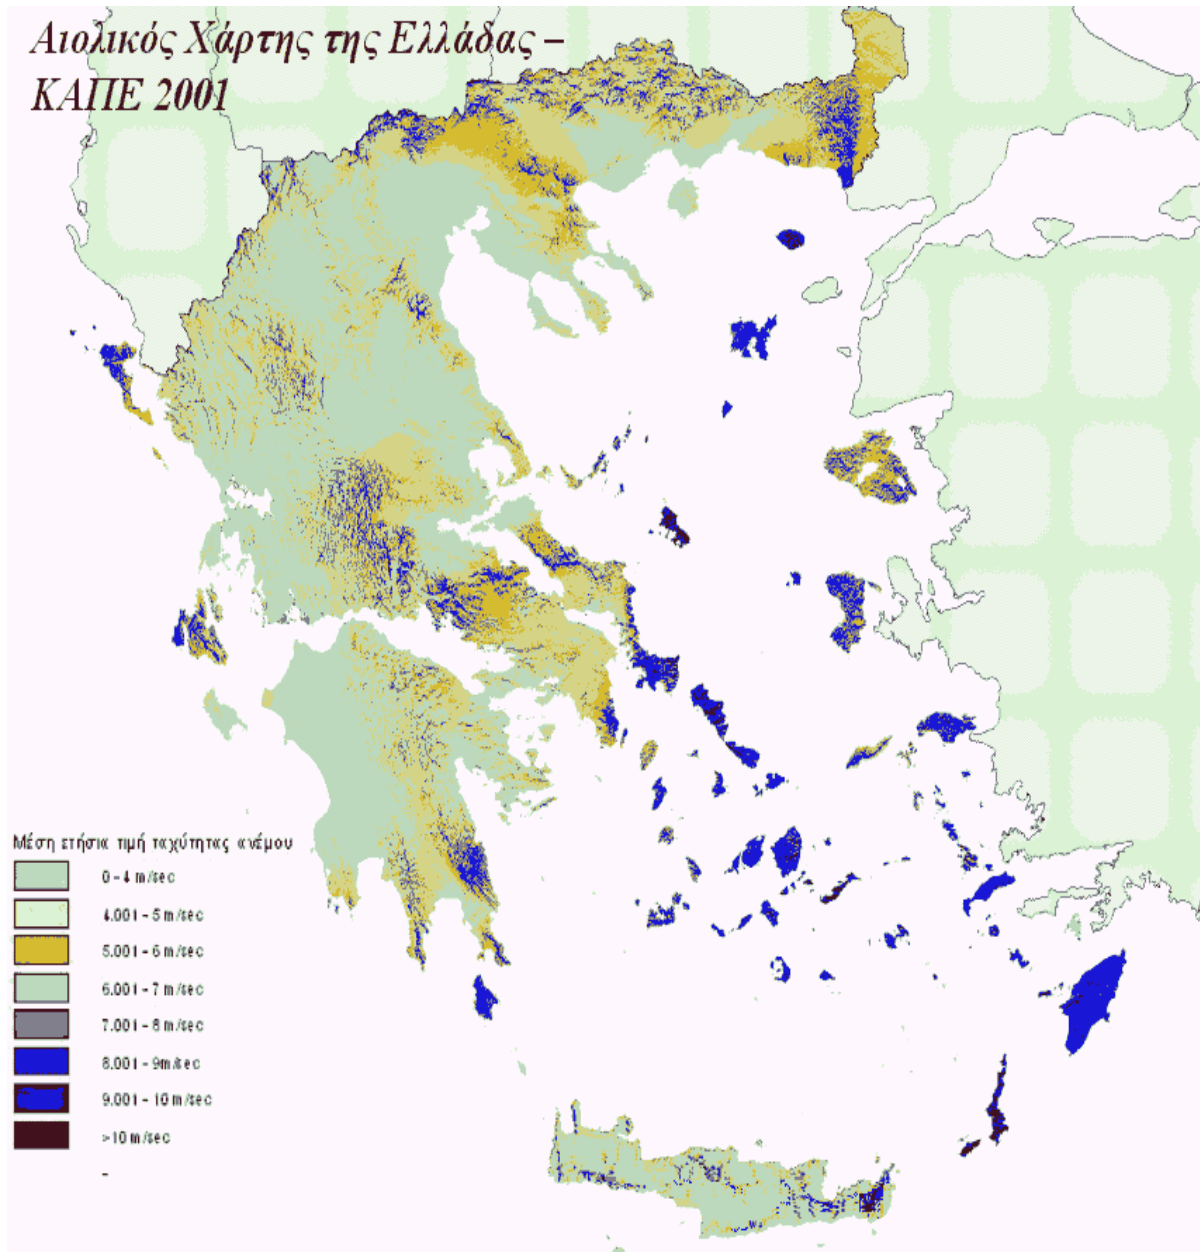 Αιολικός Χάρτης της Ελλάδας –
ΚΑΠΕ 2001
Μέση ετήσια τιμή ταχύτητας ανέμου
0 - 4 m/sec
4.001 - 5 m/sec
5.001 - 6 m/sec
6.001 - 7 m/sec
7.001 - 8 m/sec
8.001 - 9m/sec
9.001 - 10 m/sec
>10 m/sec
-